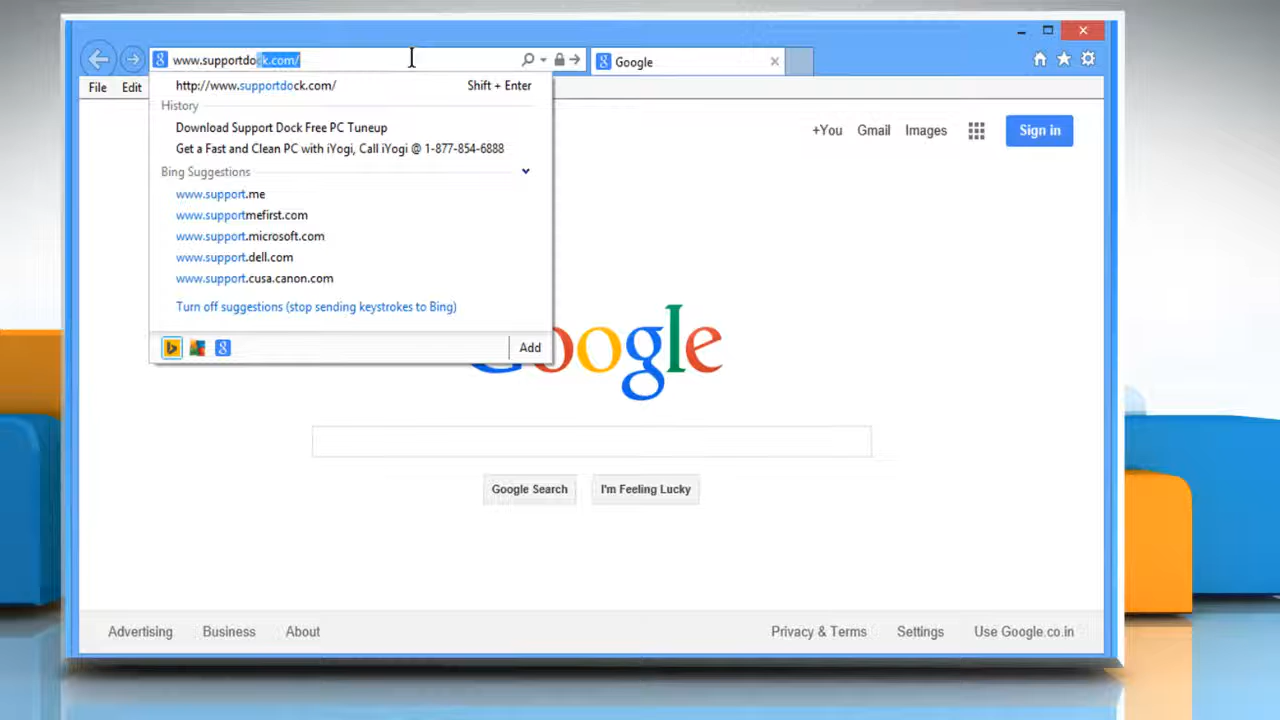 www.supportdock.com/
Google
File Edit
http://www.supportdock.com/ Shift + Enter
History
Download Support Dock Free PC Tuneup
Get a Fast and Clean PC with iYogi, Call iYogi @ 1-877-854-6888
Bing Suggestions
www.support.me
www.supportmefirst.com
www.support.microsoft.com
www.support.dell.com
www.support.cusa.canon.com
Turn off suggestions (stop sending keystrokes to Bing)
Add
+You Gmail Images Sign in
Google
Google Search I'm Feeling Lucky
Advertising Business About Privacy & Terms Settings Use Google.co.in